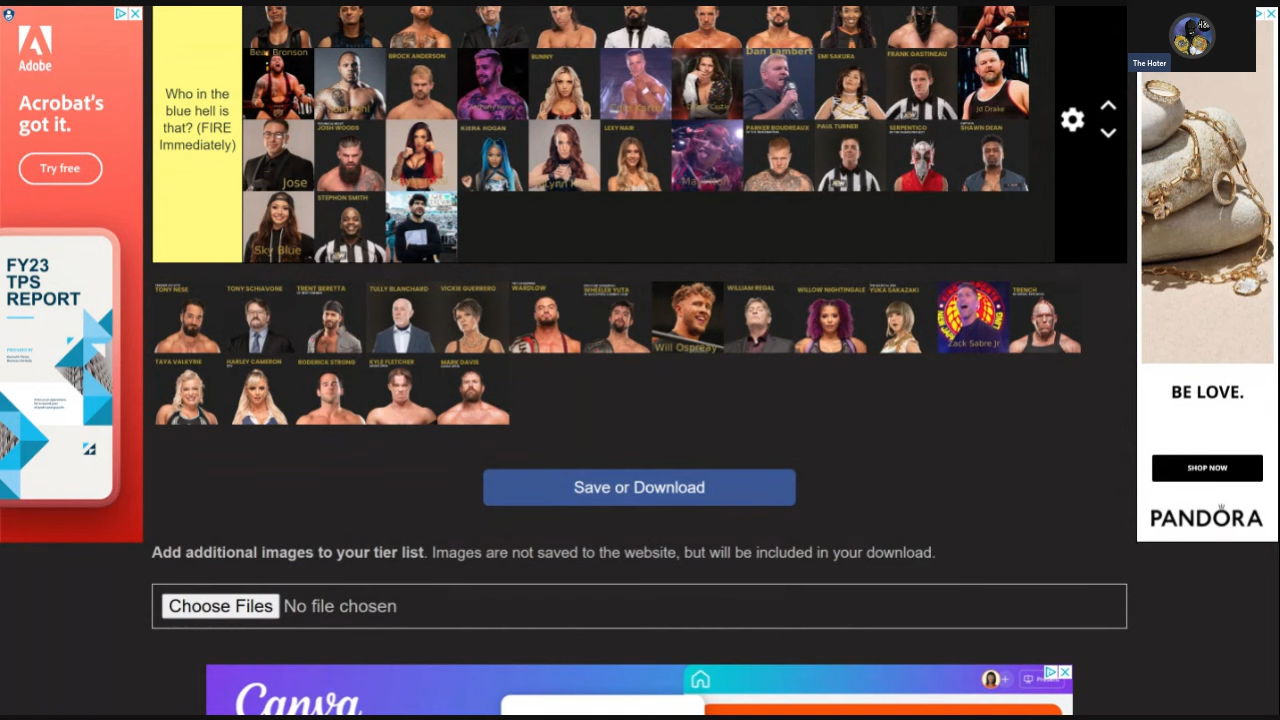 Adobe
Acrobat's
got it.
Try free
FY23
TPS
REPORT
Who in the
blue hell is
that? (FIRE
Immediately)
Bear Bronson
BROCK ANDERSON
BUNNY
Dan Lambert
EMI SAKURA
FRANK GASTINEAU
Jd Drake
Jose
JOSH WOODS
KIERA HOGAN
LEXY NAIR
PARKER BOUDREAUX
PAUL TURNER
SERPENTICO
SHAWN DEAN
Sky Blue
STEPHON SMITH
TONY NESE
TONY SCHIAVONE
TRENT BERETTA
TULLY BLANCHARD
VICKIE GUERRERO
WARDLOW
WHEELER YUTA
Will Ospreay
WILLIAM REGAL
WILLOW NIGHTINGALE
YUKA SAKAZAKI
Zack Sabre Jr
TRENCH
TAYA VALKYRIE
HARLEY CAMERON
RODERICK STRONG
KYLE FLETCHER
MARK DAVIS
Save or Download
Add additional images to your tier list. Images are not saved to the website, but will be included in your download.
Choose Files No file chosen
Canva
The Hater
BE LOVE.
SHOP NOW
PANDÖRA